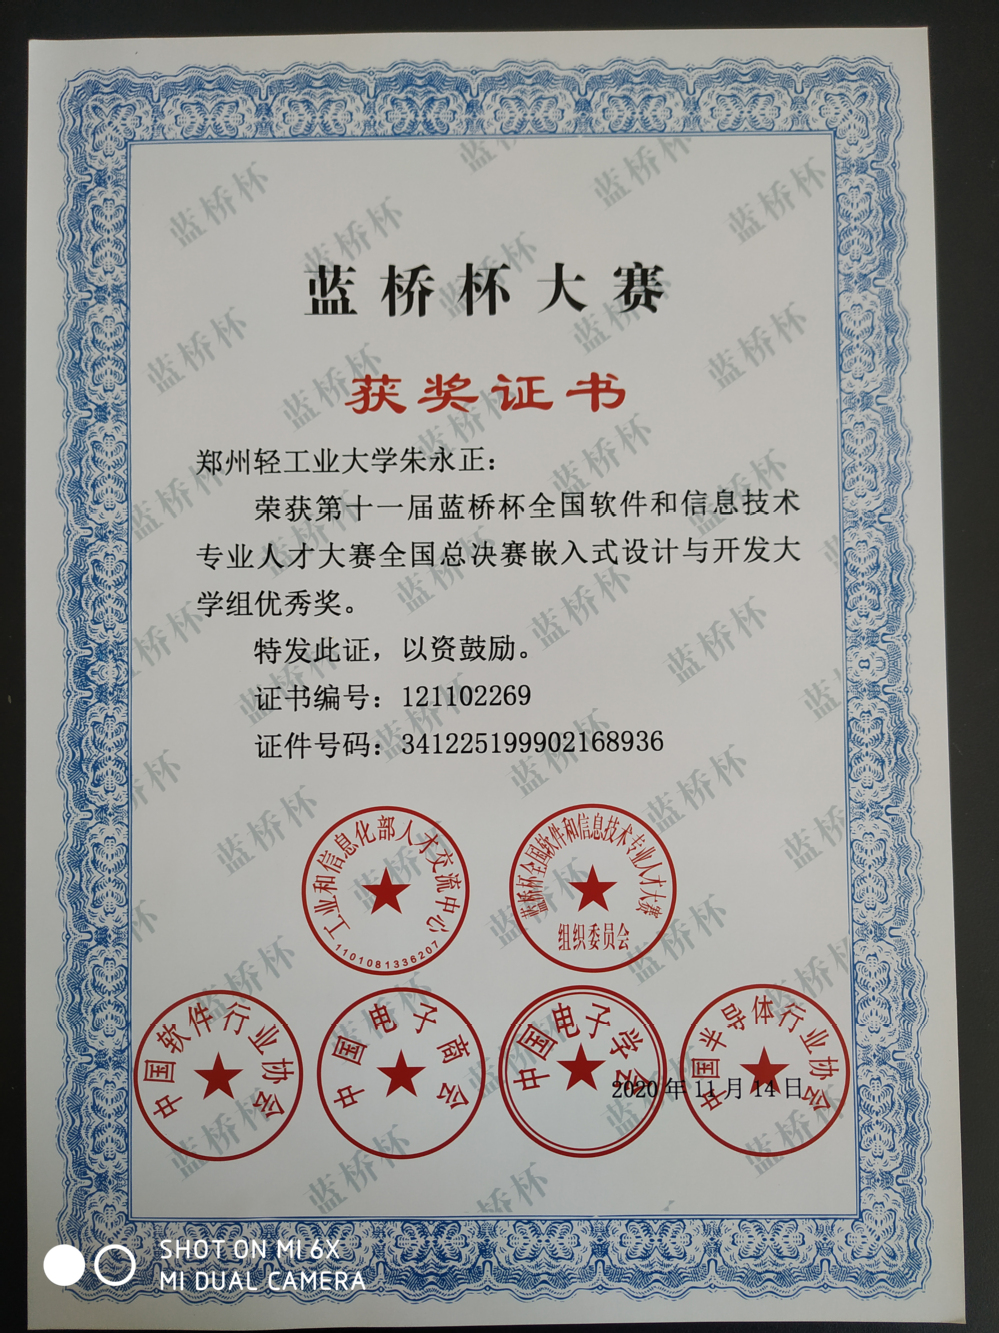 蓝桥杯大赛
获奖证书
郑州轻工业大学朱永正：
荣获第十一届蓝桥杯全国软件和信息技术
专业人才大赛全国总决赛嵌入式设计与开发大
学组优秀奖。
特发此证，以资鼓励。
证书编号：121102269
证件号码：341225199902168936
工业和信息化部人才交流中心
1101081336207
蓝桥杯全国软件和信息技术专业人才大赛
组织委员会
中国软件行业协会
中国电子商会
中国电子学会
中国半导体行业协会
2020年11月14日
SHOT ON MI 6X
MI DUAL CAMERA